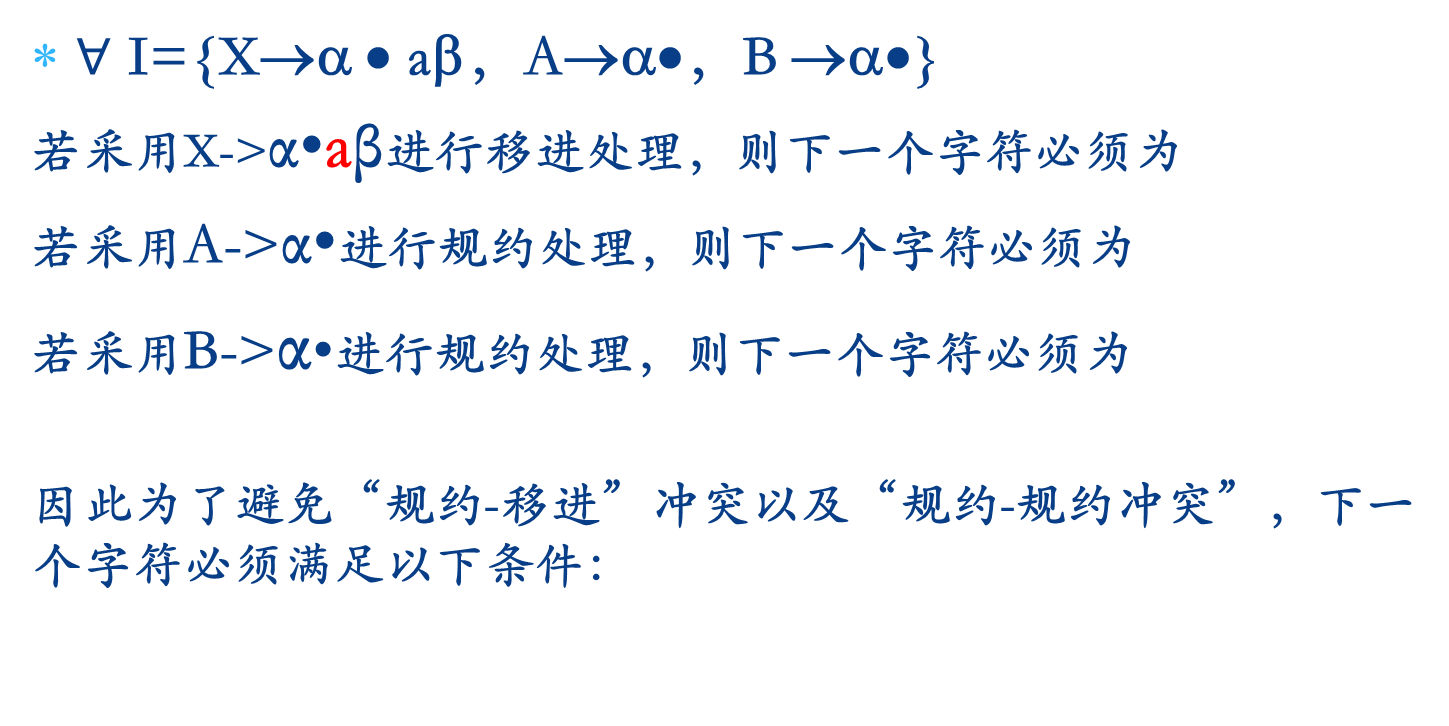 * ∀ I={X→α • aβ，A→α•，B →α•}
若采用X->α•aβ进行移进处理，则下一个字符必须为
若采用A->α•进行规约处理，则下一个字符必须为
若采用B->α•进行规约处理，则下一个字符必须为
因此为了避免“规约-移进”冲突以及“规约-规约冲突”，下一
个字符必须满足以下条件：